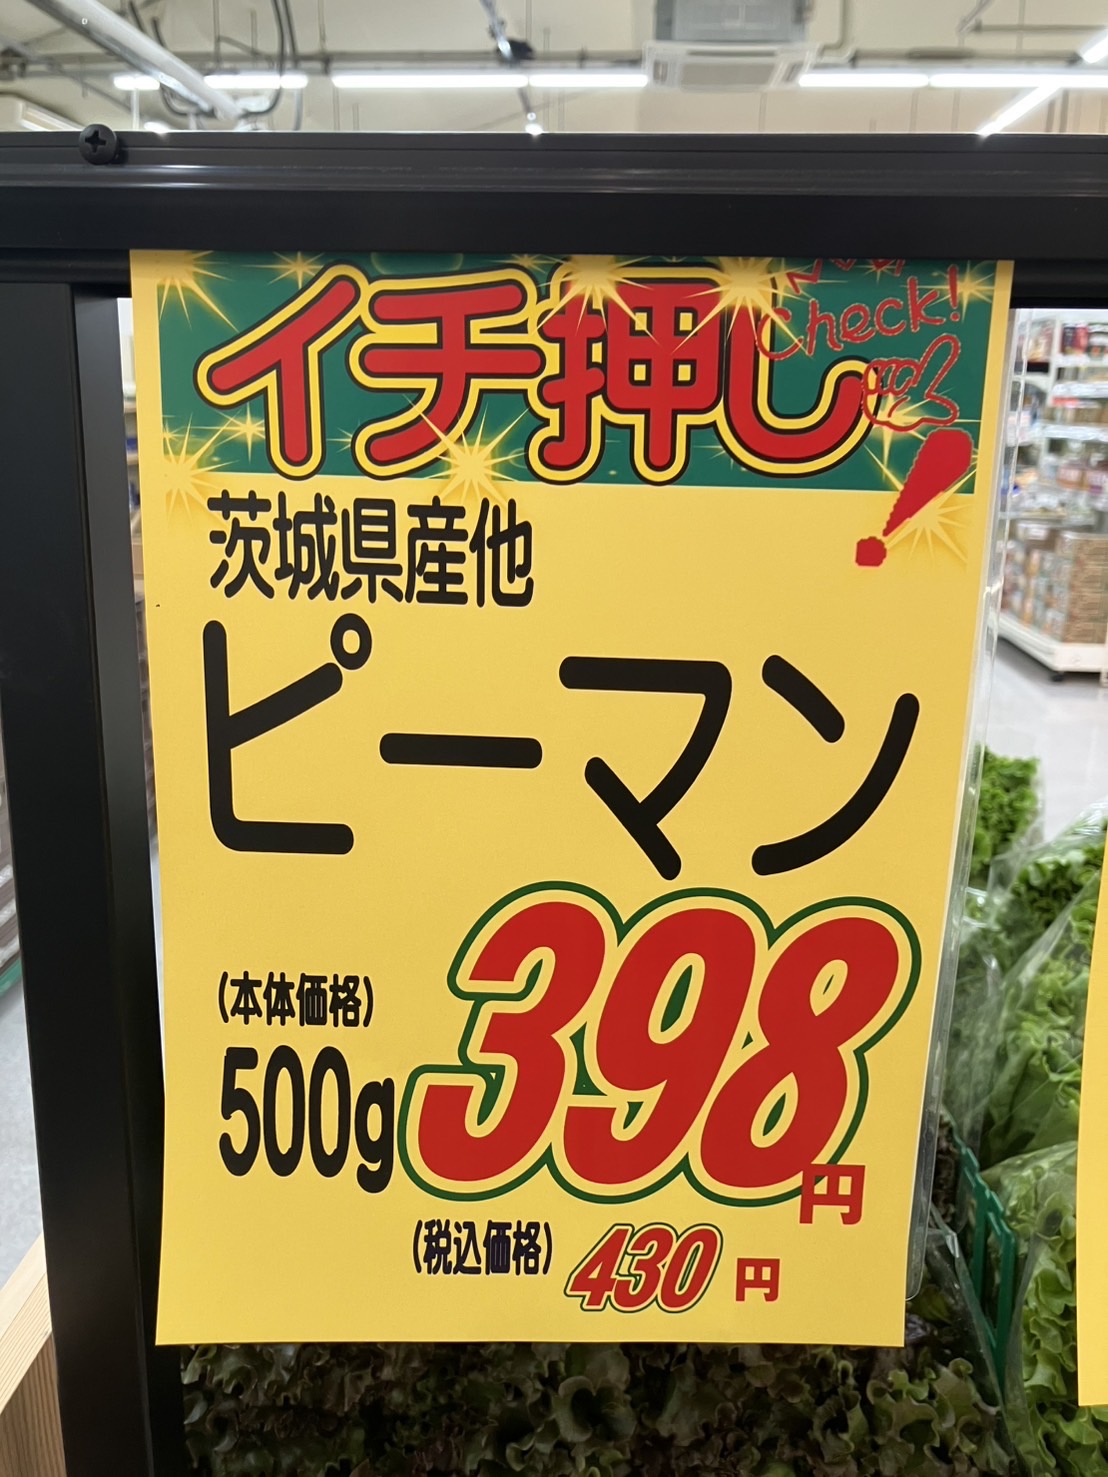 イチ押し
check!
茨城県産他
ピーマン
(本体価格)
500g 398円
(税込価格) 430円